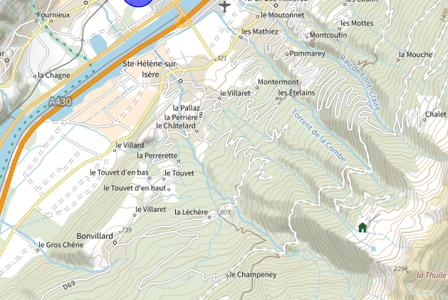 Fournieux
le Moutonnet
les Mottes
les Mathiez
Montcoutin
Pommarey
la Mouche
Ste-Hélène-sur-
Isère
321
la Chagne
Montermont
le Villaret
les Ételains
A430
la Pallaz
la Perrière
le Châtelard
Torrent de la Combe
Chalet
le Villard
la Perrerette
le Touvet d'en bas
le Touvet
le Touvet d'en haut
le Villaret
la Léchère
807
Bonvillard
739
le Gros Chêne
2294
le Champeney
la Thuile
D69